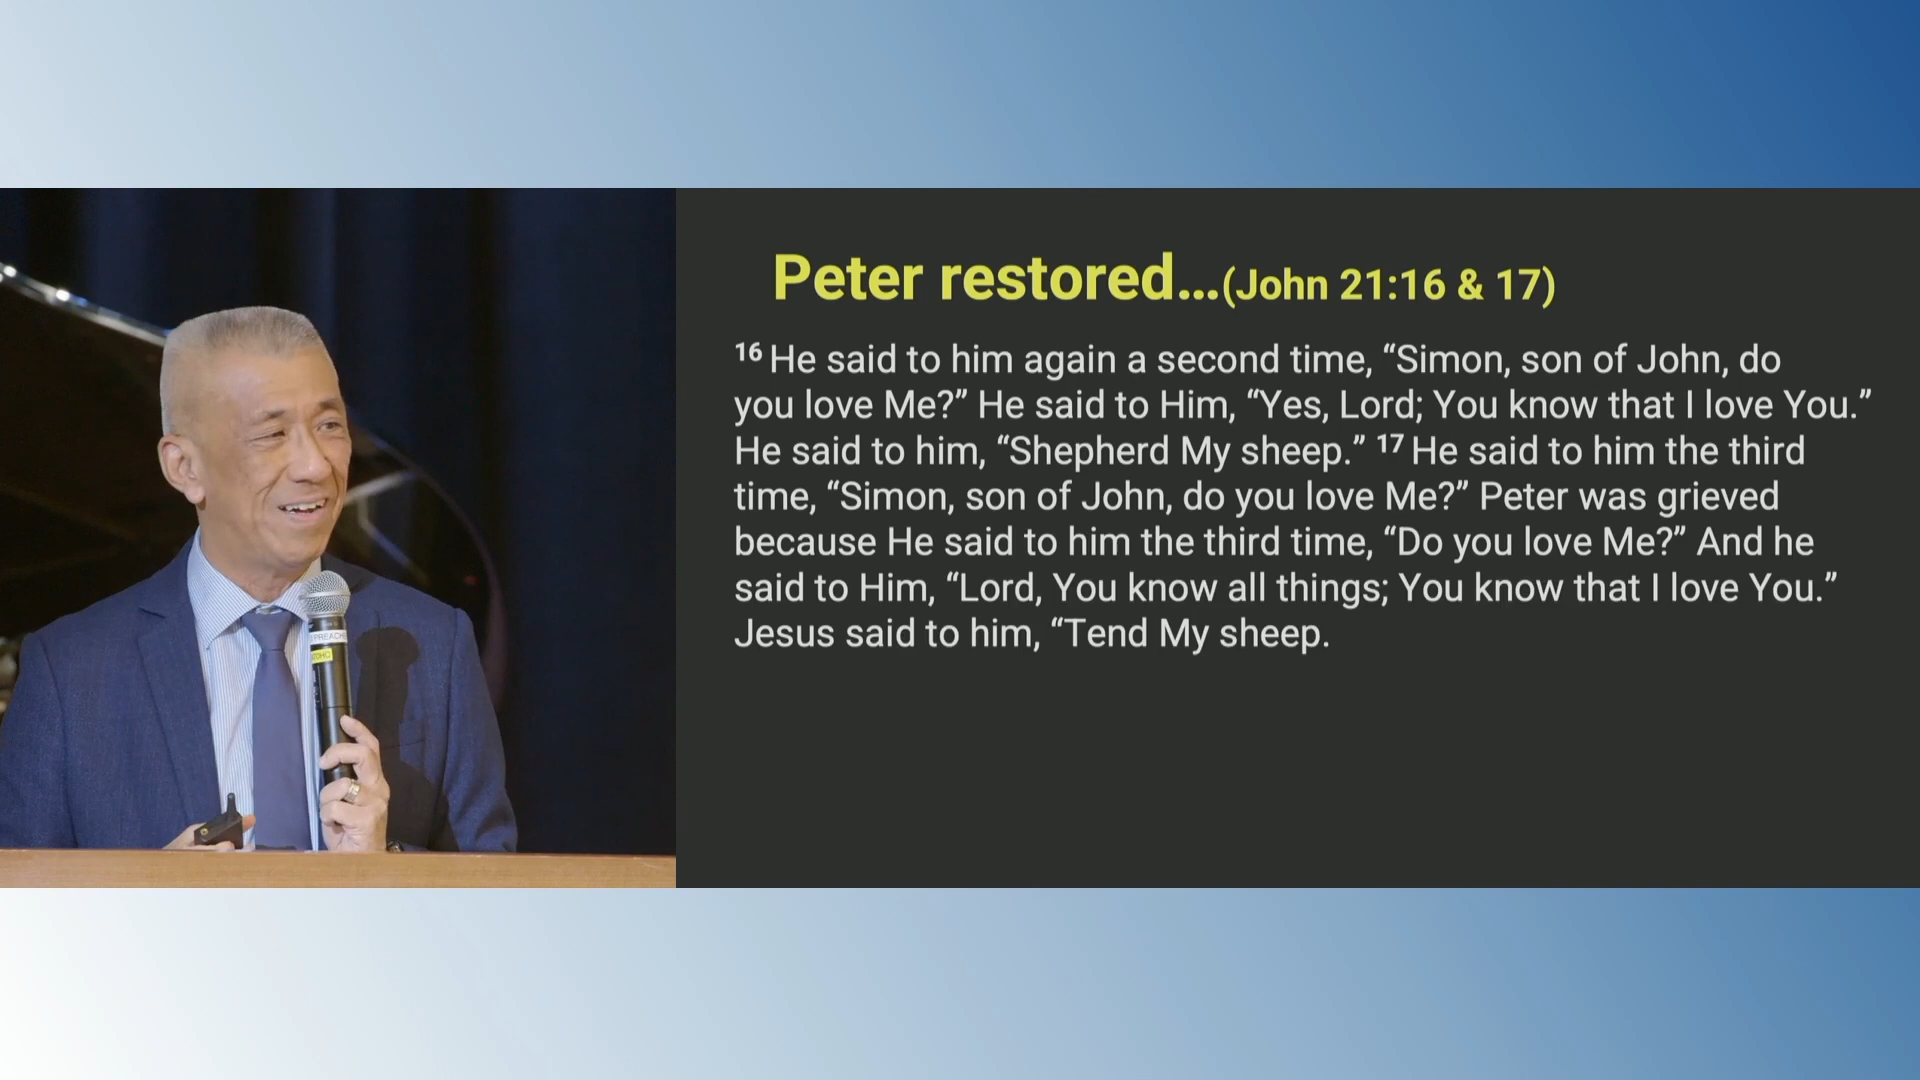 Peter restored...(John 21:16 & 17)
16 He said to him again a second time, “Simon, son of John, do
you love Me?” He said to Him, “Yes, Lord; You know that I love You.”
He said to him, “Shepherd My sheep.” 17 He said to him the third
time, “Simon, son of John, do you love Me?” Peter was grieved
because He said to him the third time, “Do you love Me?” And he
said to Him, “Lord, You know all things; You know that I love You.”
Jesus said to him, “Tend My sheep.
PREACHE